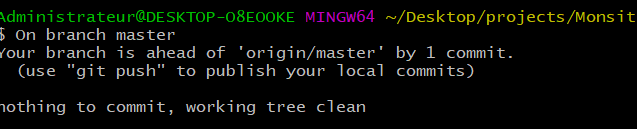 Administrateur@DESKTOP-O8EOOKE MINGW64 ~/Desktop/projects/Monsit
$ On branch master
Your branch is ahead of 'origin/master' by 1 commit.
(use "git push" to publish your local commits)
nothing to commit, working tree clean